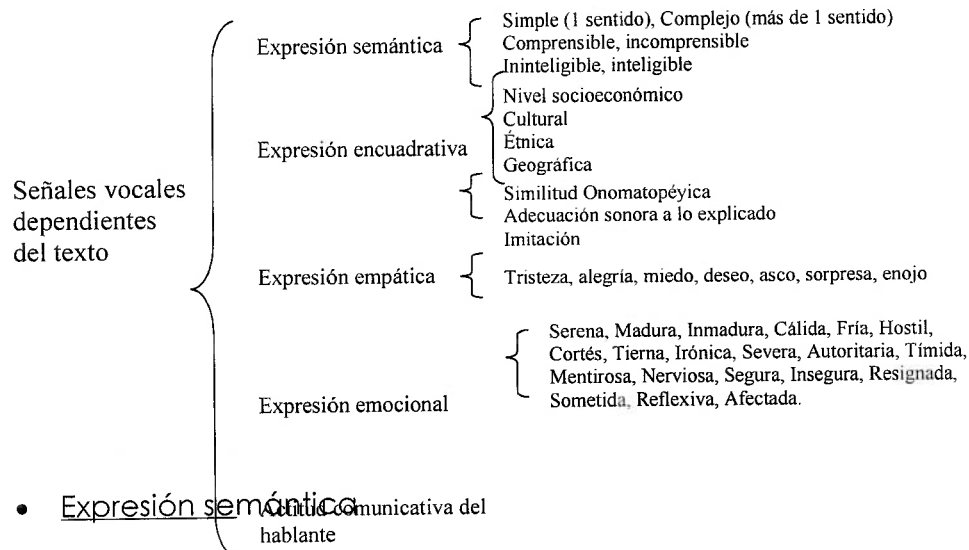 Señales vocales
dependientes
del texto
Expresión semántica
Simple (1 sentido), Complejo (más de 1 sentido)
Comprensible, incomprensible
Ininteligible, inteligible
Expresión encuadrativa
Nivel socioeconómico
Cultural
Étnica
Geográfica
Similitud Onomatopéyica
Adecuación sonora a lo explicado
Imitación
Expresión empática
Tristeza, alegría, miedo, deseo, asco, sorpresa, enojo
Expresión emocional
Serena, Madura, Inmadura, Cálida, Fría, Hostil,
Cortés, Tierna, Irónica, Severa, Autoritaria, Tímida,
Mentirosa, Nerviosa, Segura, Insegura, Resignada,
Sometida, Reflexiva, Afectada.
Actitud comunicativa del
hablante
• Expresión semántica